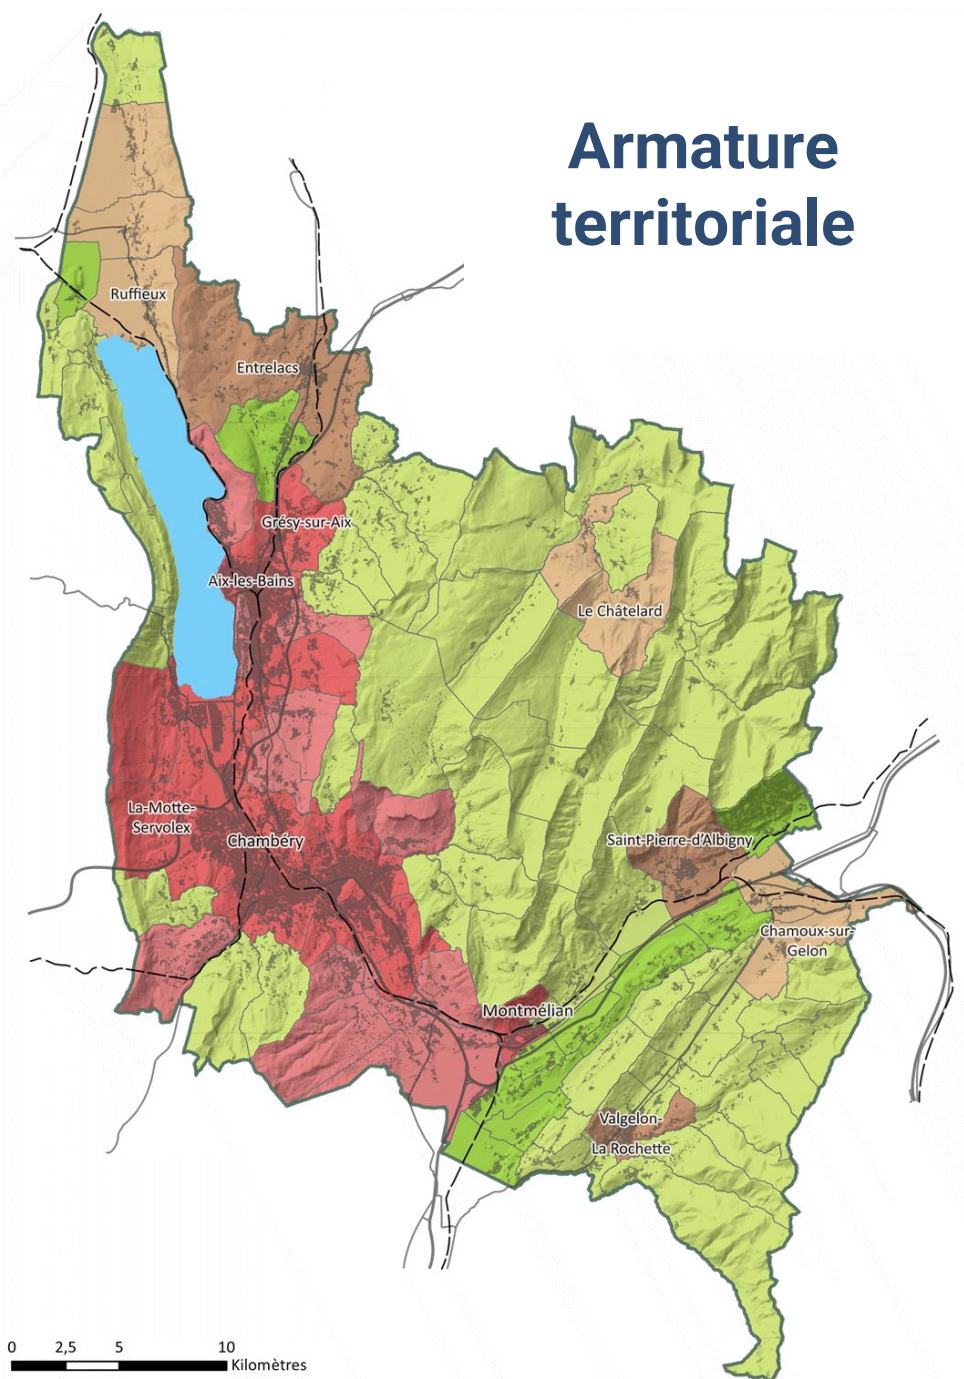 Armature
territoriale
Ruffieux
Entrelacs
Grésy-sur-Aix
Aix-les-Bains
Le Châtelard
La-Motte-
Servolex
Chambéry
Saint-Pierre-d'Albigny
Chamoux-sur-
Gelon
Montmélian
Valgelon-
La Rochette
0 2,5 5 10
Kilomètres